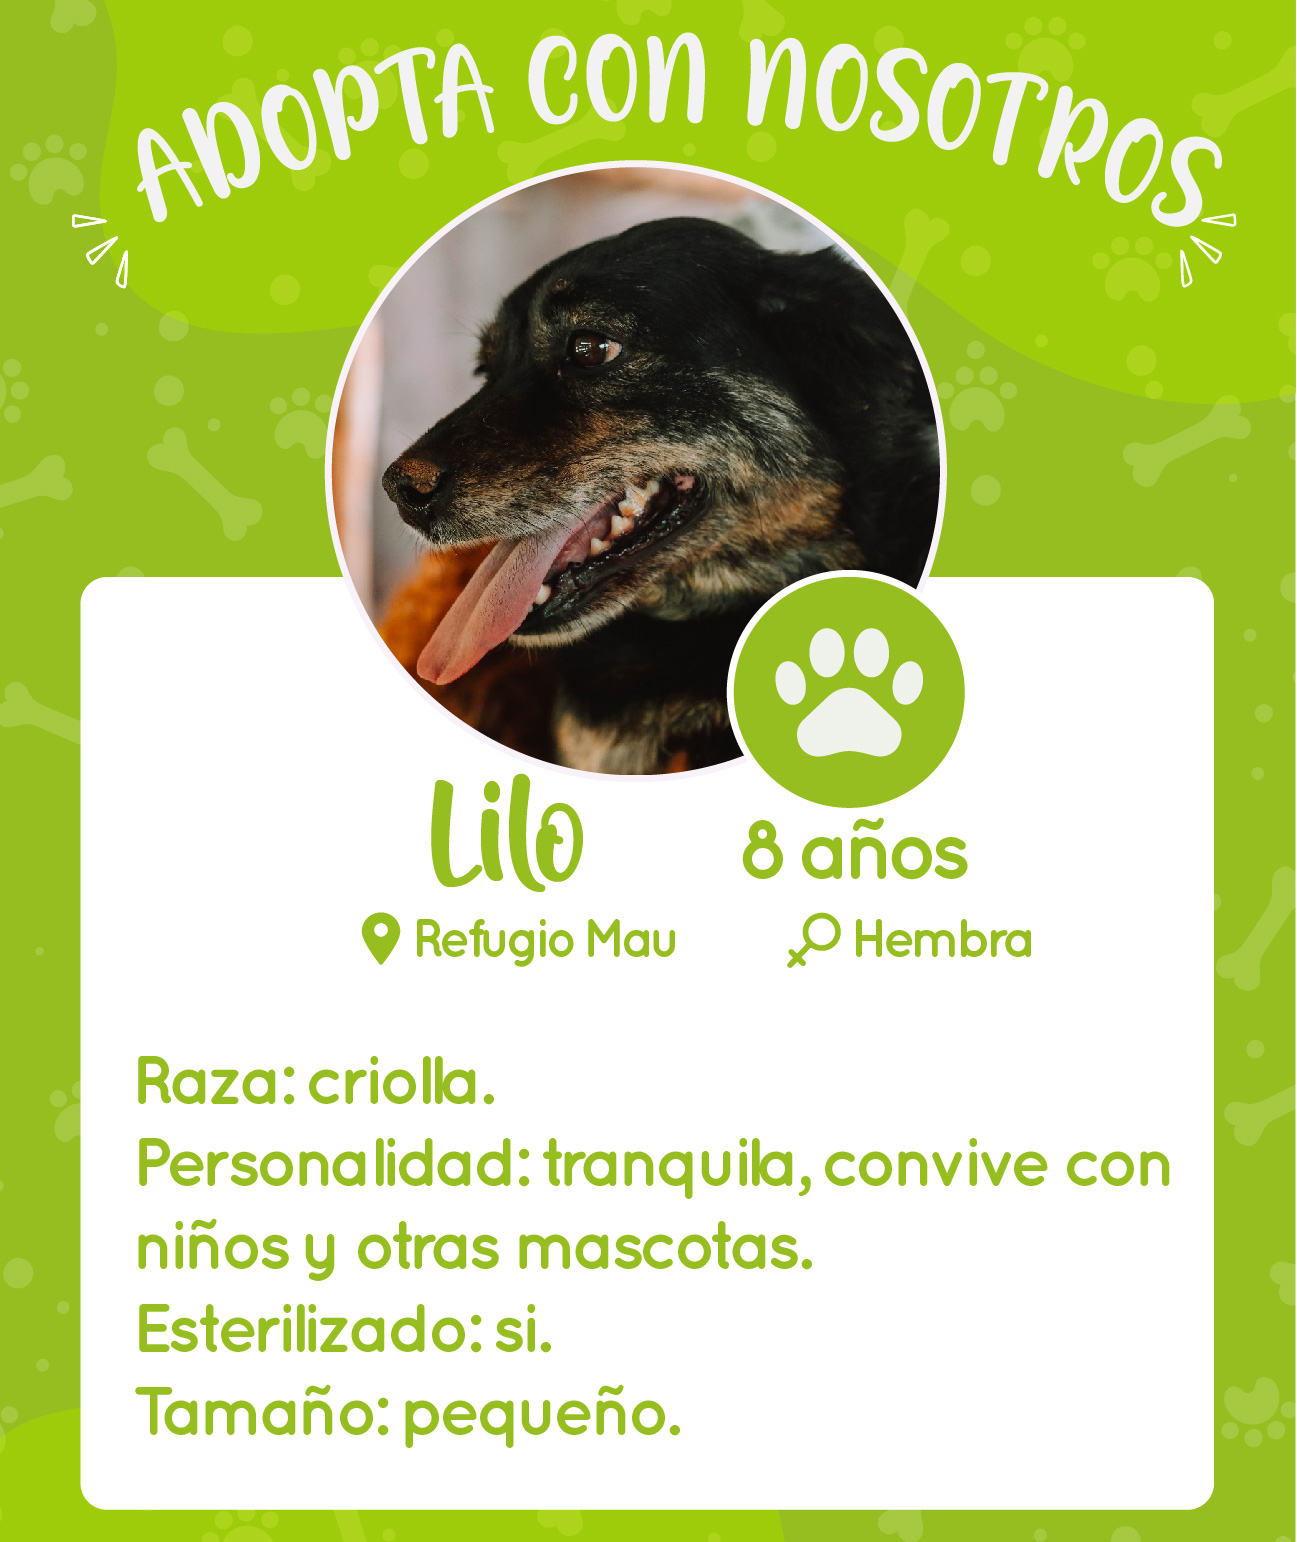 ADOPTA CON NOSOTROS
Lilo
8 años
Refugio Mau
Hembra
Raza: criolla.
Personalidad: tranquila, convive con
niños y otras mascotas.
Esterilizado: si.
Tamaño: pequeño.